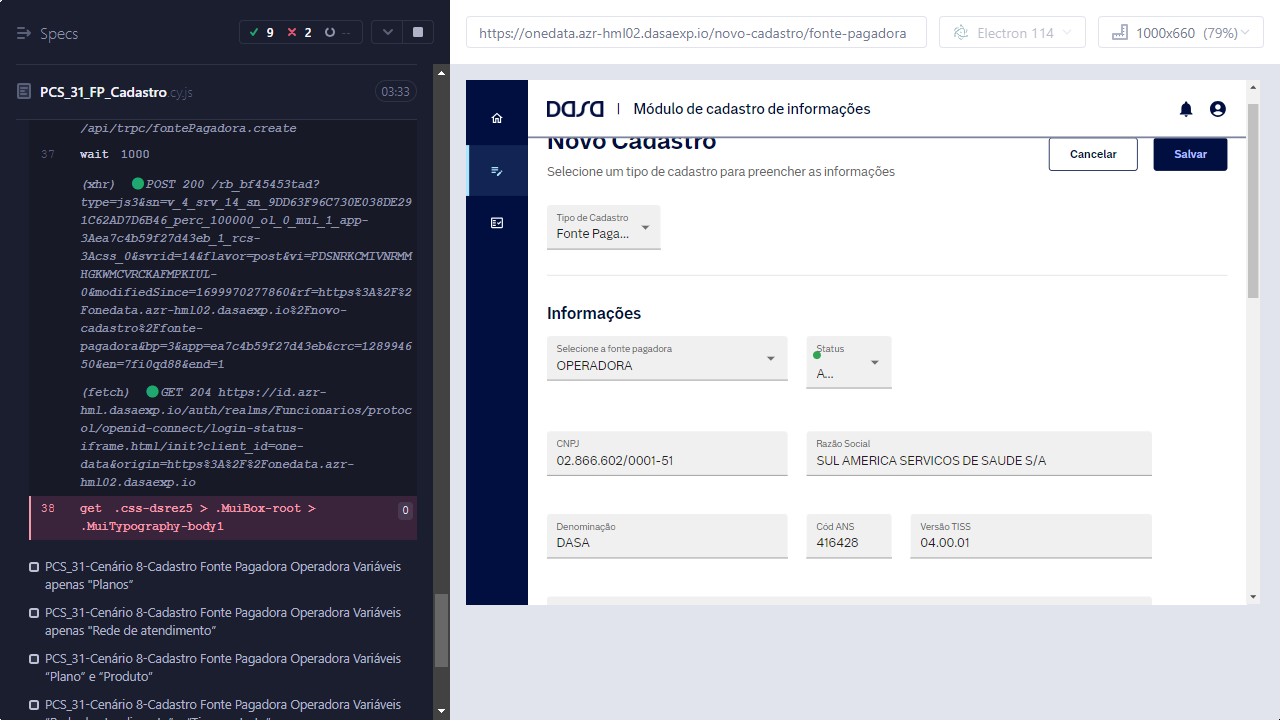 Specs
9
2
--
PCS_31_FP_Cadastro.cy.js
03:33
/api/trpc/fontePagadora.create
37 wait 1000
(xhr) POST 200 /rb_bf45453tad?
type=js3&sn=v_4_srv_14_sn_9DD63F96C730E038DE29
1C62AD7D6B46_perc_100000_ol_0_mul_1_app-
3Aea7c4b59f27d43eb_1_rcs-
3Acss_0&svrid=14&flavor=post&vi=PDSNRKCMIVNRMM
HGKWMCVRCKAFMPKIUL-
0&modifiedSince=1699970277860&rf=https%3A%2F%2
Fonedata.azr-hml02.dasaexp.io%2Fnovo-
cadastro%2Ffonte-
pagadora&bp=3&app=ea7c4b59f27d43eb&crc=1289946
50&en=7fi0qd88&end=1
(fetch) GET 204 https://id.azr-
hml.dasaexp.io/auth/realms/Funcionarios/protoc
ol/openid-connect/login-status-
iframe.html/init?client_id=one-
data&origin=https%3A%2F%2Fonedata.azr-
hml02.dasaexp.io
38 get .css-dsrez5 > .MuiBox-root > 0
.MuiTypography-body1
PCS_31-Cenário 8-Cadastro Fonte Pagadora Operadora Variáveis
apenas "Planos”
PCS_31-Cenário 8-Cadastro Fonte Pagadora Operadora Variáveis
apenas "Rede de atendimento”
PCS_31-Cenário 8-Cadastro Fonte Pagadora Operadora Variáveis
“Plano” e “Produto”
PCS_31-Cenário 8-Cadastro Fonte Pagadora Operadora Variáveis
https://onedata.azr-hml02.dasaexp.io/novo-cadastro/fonte-pagadora
Electron 114
1000x660 (79%)
DASA | Módulo de cadastro de informações
Novo Cadastro
Cancelar
Salvar
Selecione um tipo de cadastro para preencher as informações
Tipo de Cadastro
Fonte Paga...
Informações
Selecione a fonte pagadora
OPERADORA
Status
A...
CNPJ
02.866.602/0001-51
Razão Social
SUL AMERICA SERVICOS DE SAUDE S/A
Denominação
DASA
Cód ANS
416428
Versão TISS
04.00.01